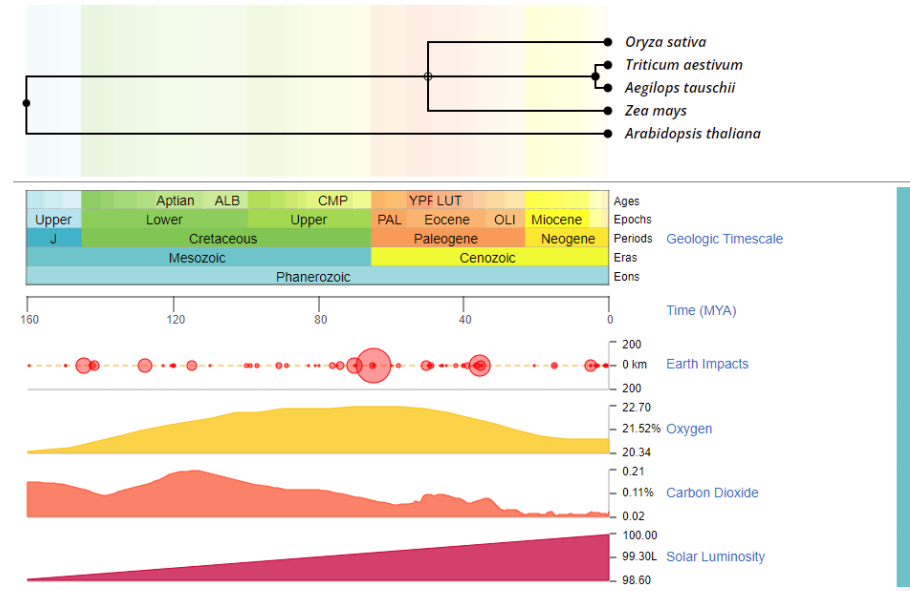 Oryza sativa
Triticum aestivum
Aegilops tauschii
Zea mays
Arabidopsis thaliana
Aptian ALB CMP YPF LUT Ages
Upper Lower Upper PAL Eocene OLI Miocene Epochs
J Cretaceous Paleogene Neogene Periods Geologic Timescale
Mesozoic Cenozoic Eras
Phanerozoic Eons
Time (MYA)
160 120 80 40 0
200
0 km Earth Impacts
200
22.70
21.52% Oxygen
20.34
0.21
0.11% Carbon Dioxide
0.02
100.00
99.30L Solar Luminosity
98.60